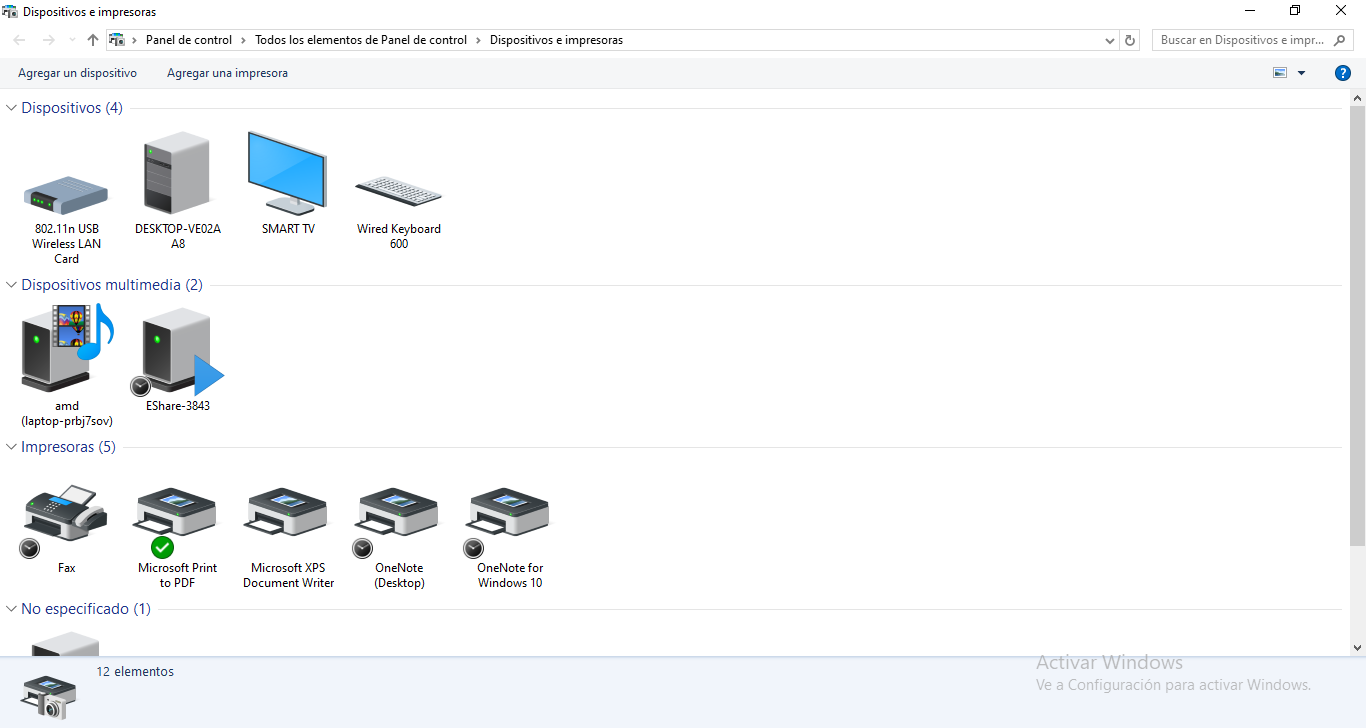 Dispositivos e impresoras
Panel de control > Todos los elementos de Panel de control > Dispositivos e impresoras
Buscar en Dispositivos e impr...
Agregar un dispositivo
Agregar una impresora
?
Dispositivos (4)
802.11n USB
Wireless LAN
Card
DESKTOP-VE02A
A8
SMART TV
Wired Keyboard
600
Dispositivos multimedia (2)
amd
(laptop-prbj7sov)
EShare-3843
Impresoras (5)
Fax
Microsoft Print
to PDF
Microsoft XPS
Document Writer
OneNote
(Desktop)
OneNote for
Windows 10
No especificado (1)
12 elementos
Activar Windows
Ve a Configuración para activar Windows.